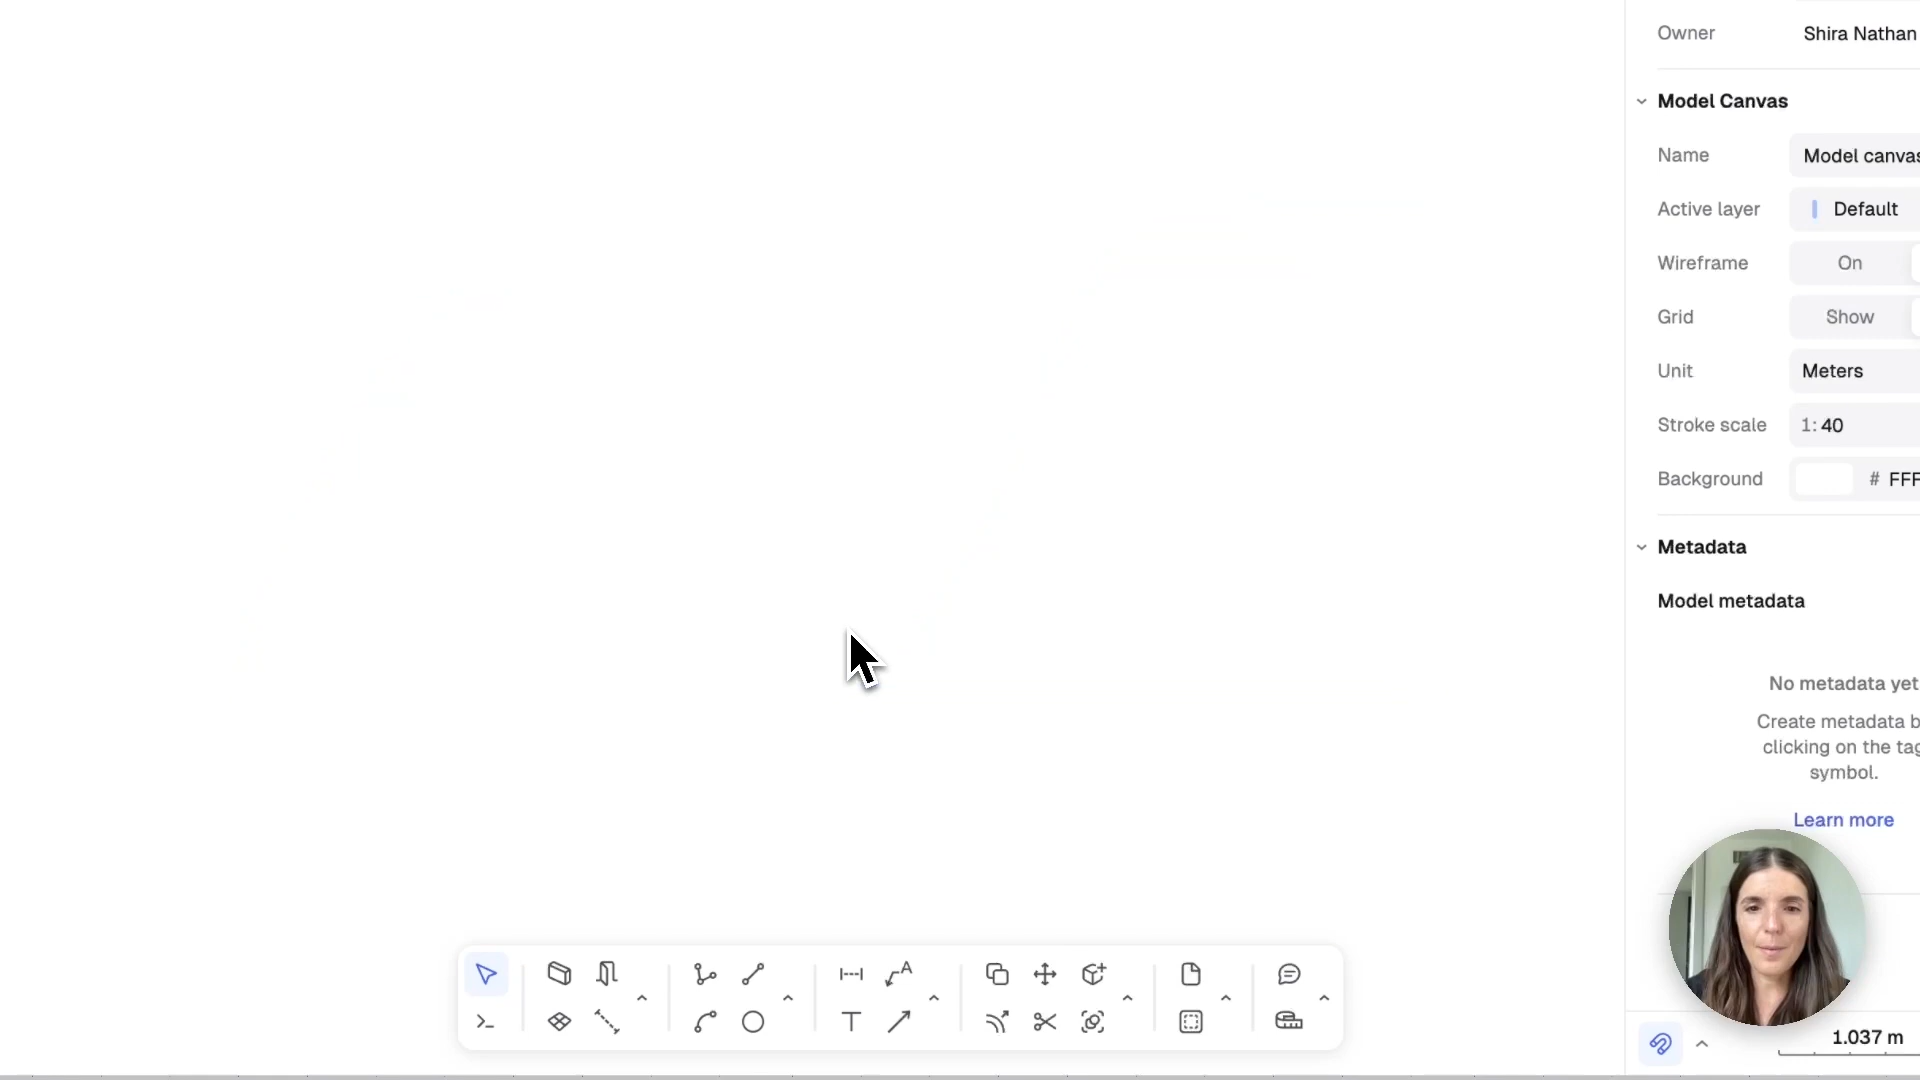 Owner Shira Nathan
Model Canvas
Name Model canvas
Active layer Default
Wireframe On
Grid Show
Unit Meters
Stroke scale 1: 40
Background # FFF
Metadata
Model metadata
No metadata yet
Create metadata b
clicking on the tag
symbol.
Learn more
1.037 m